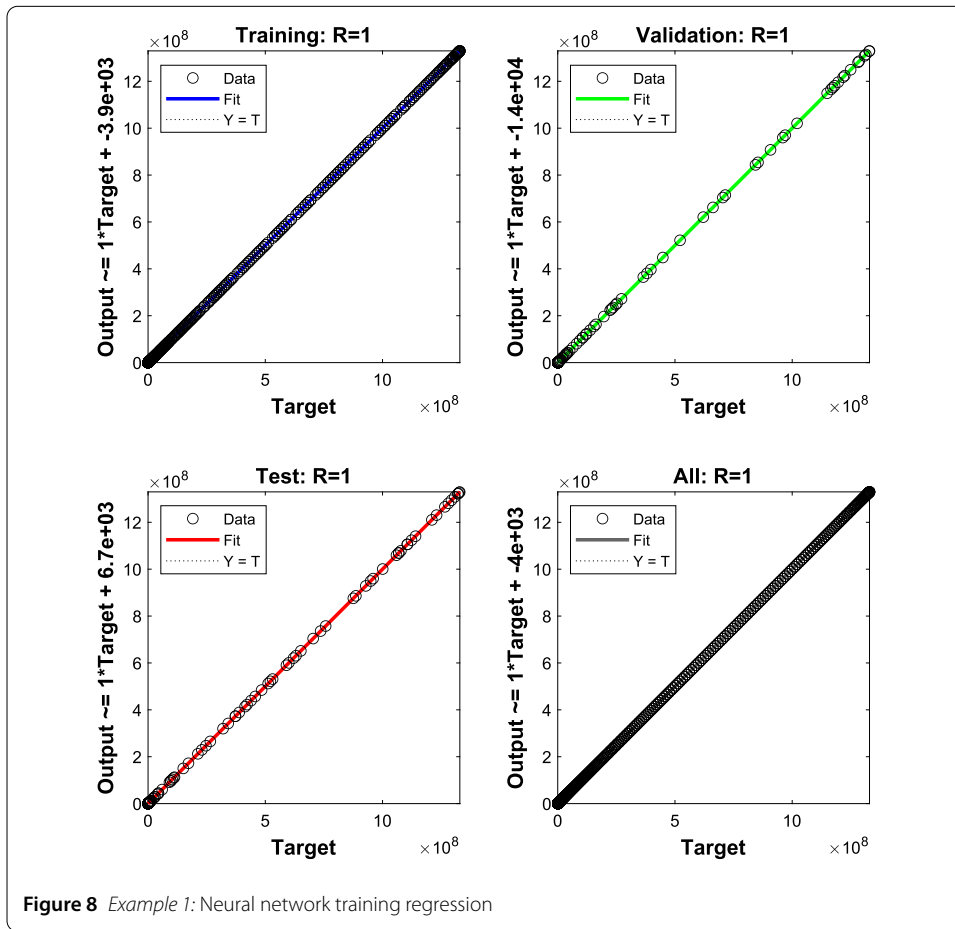 Training: R=1
×10^8
Output ~= 1*Target + -3.9e+03
12
10
8
6
4
2
0
Data
Fit
Y = T
0
5
10
Target
×10^8
Validation: R=1
×10^8
Output ~= 1*Target + -1.4e+04
12
10
8
6
4
2
0
Data
Fit
Y = T
0
5
10
Target
×10^8
Test: R=1
×10^8
Output ~= 1*Target + 6.7e+03
12
10
8
6
4
2
0
Data
Fit
Y = T
0
5
10
Target
×10^8
All: R=1
×10^8
Output ~= 1*Target + -4e+03
12
10
8
6
4
2
0
Data
Fit
Y = T
0
5
10
Target
×10^8
Figure 8 Example 1: Neural network training regression